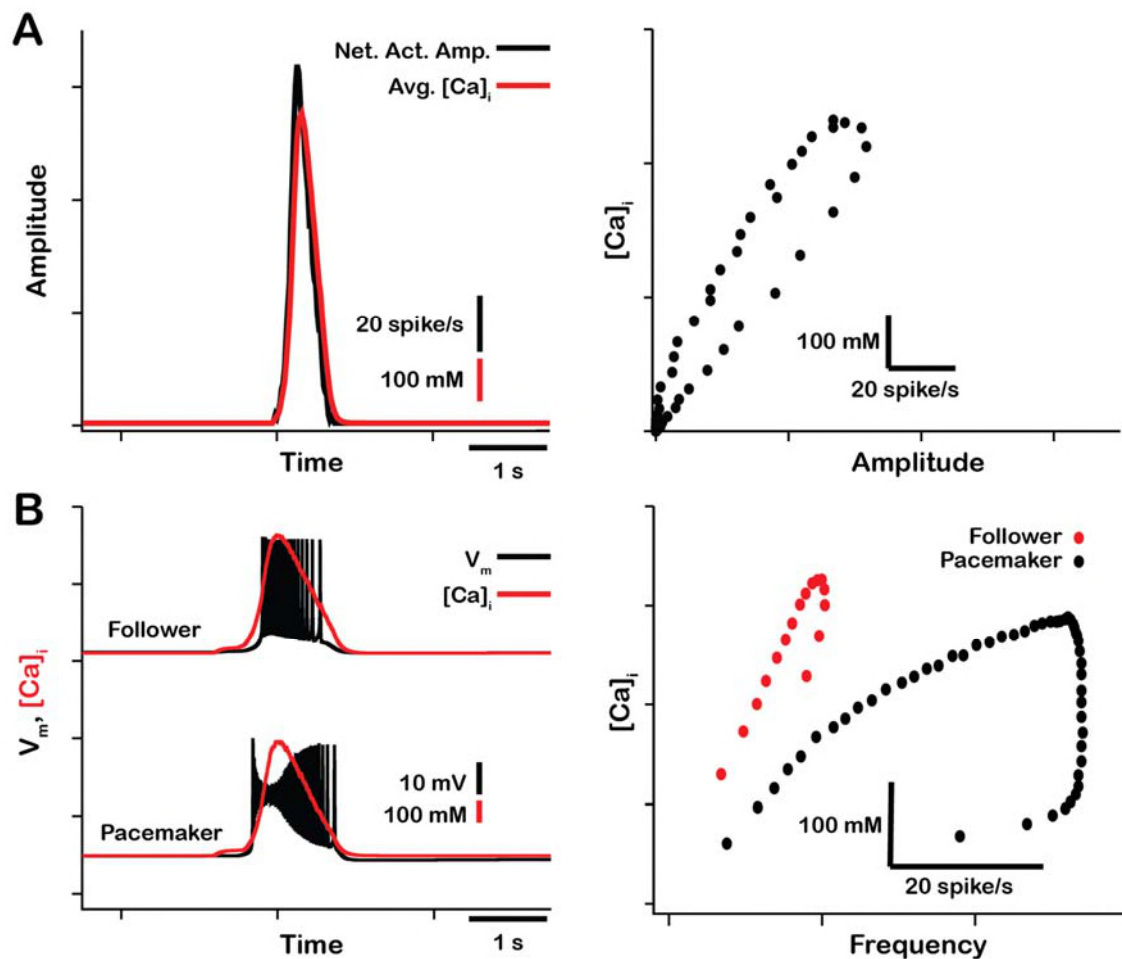 A
Net. Act. Amp.
Avg. [Ca]i
Amplitude
20 spike/s
100 mM
Time
1 s
[Ca]i
100 mM
20 spike/s
Amplitude
B
Vm
[Ca]i
Follower
Vm, [Ca]i
10 mV
100 mM
Pacemaker
Time
1 s
Follower
Pacemaker
[Ca]i
100 mM
20 spike/s
Frequency